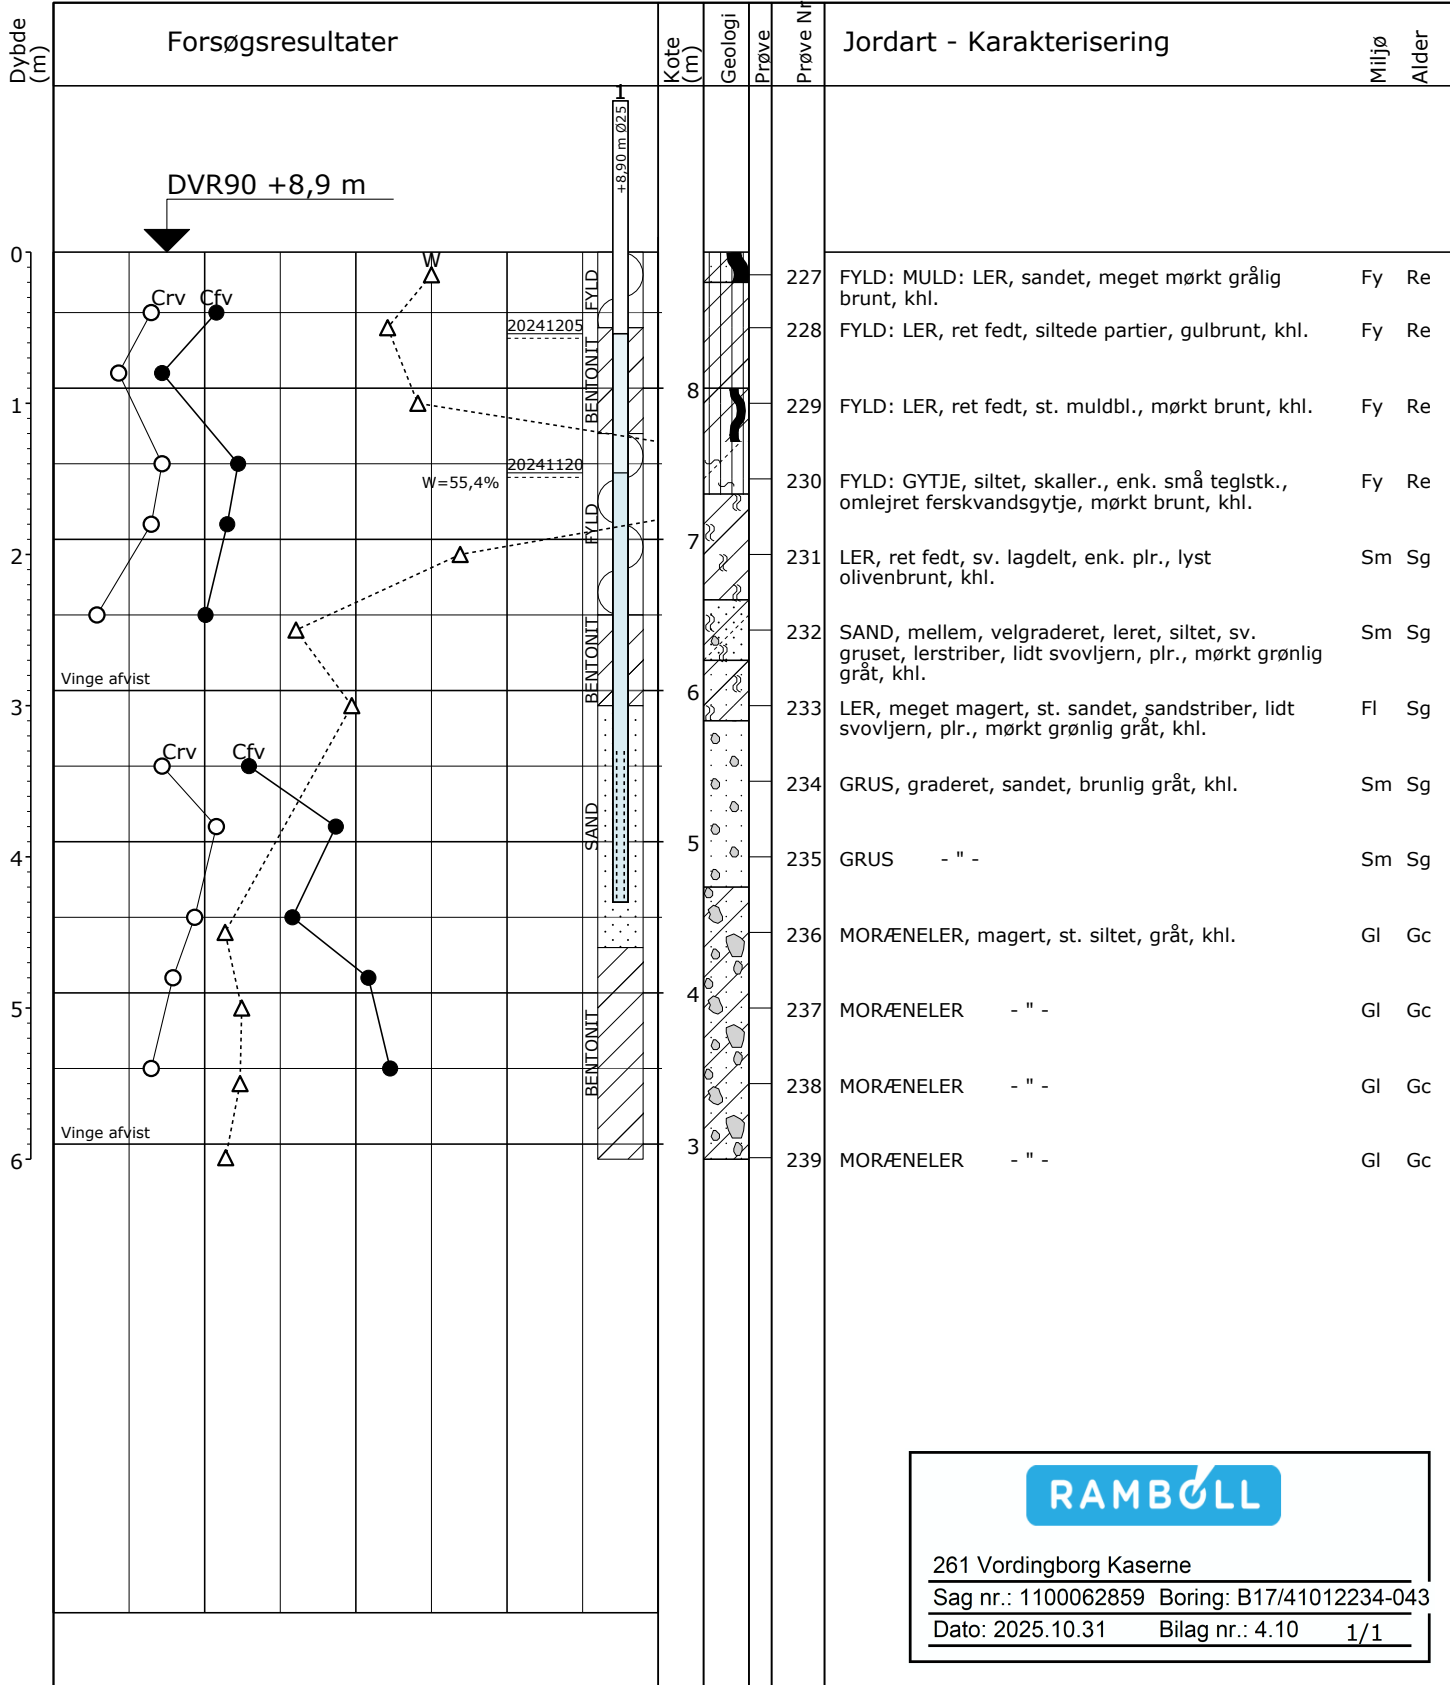 Dybde (m)
Forsøgsresultater
Kote (m)
Geologi
Prøve
Prøve Nr
Jordart - Karakterisering
Miljø
Alder
1
+8,90 m Ø25
DVR90 +8,9 m
0
W
FYLD
227 FYLD: MULD: LER, sandet, meget mørkt grålig Fy Re
brunt, khl.
Crv Cfv
20241205
228 FYLD: LER, ret fedt, siltede partier, gulbrunt, khl. Fy Re
BENTONIT
8
1
229 FYLD: LER, ret fedt, st. muldbl., mørkt brunt, khl. Fy Re
20241120
W=55,4%
230 FYLD: GYTJE, siltet, skaller., enk. små teglstk., Fy Re
omlejret ferskvandsgytje, mørkt brunt, khl.
FYLD
7
2
231 LER, ret fedt, sv. lagdelt, enk. plr., lyst Sm Sg
olivenbrunt, khl.
232 SAND, mellem, velgraderet, leret, siltet, sv. Sm Sg
gruset, lerstriber, lidt svovljern, plr., mørkt grønlig
gråt, khl.
BENTONIT
Vinge afvist
6
3
233 LER, meget magert, st. sandet, sandstriber, lidt Fl Sg
svovljern, plr., mørkt grønlig gråt, khl.
Crv Cfv
234 GRUS, graderet, sandet, brunlig gråt, khl. Sm Sg
SAND
5
4
235 GRUS - " - Sm Sg
236 MORÆNELER, magert, st. siltet, gråt, khl. Gl Gc
4
5
237 MORÆNELER - " - Gl Gc
BENTONIT
238 MORÆNELER - " - Gl Gc
Vinge afvist
3
6
239 MORÆNELER - " - Gl Gc
RAMBOLL
261 Vordingborg Kaserne
Sag nr.: 1100062859 Boring: B17/41012234-043
Dato: 2025.10.31 Bilag nr.: 4.10 1/1